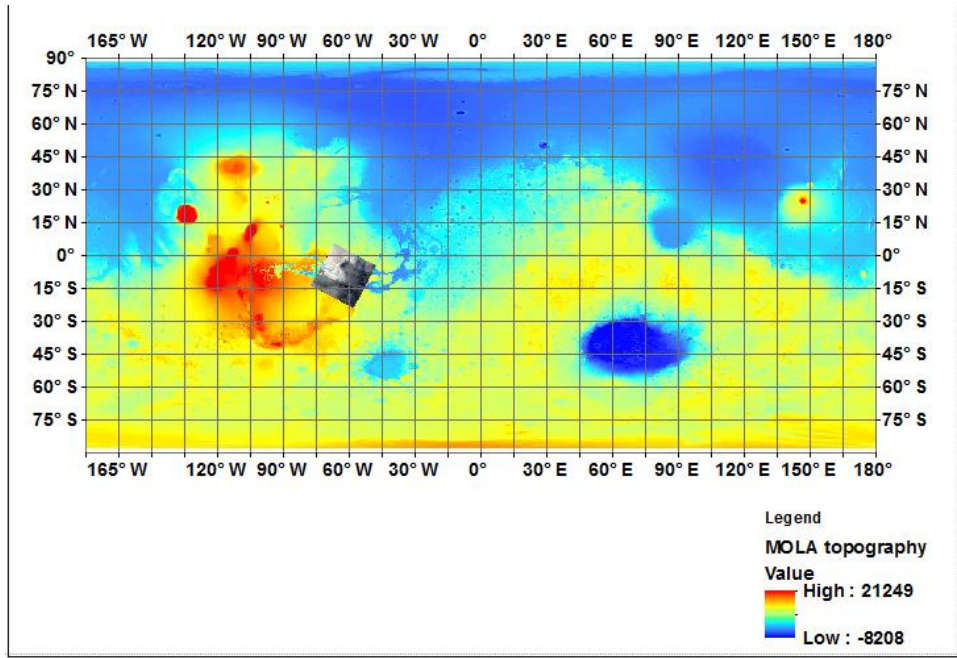 165° W 120° W 90° W 60° W 30° W 0° 30° E 60° E 90° E 120° E 150° E 180°
90°
75° N 75° N
60° N 60° N
45° N 45° N
30° N 30° N
15° N 15° N
0° 0°
15° S 15° S
30° S 30° S
45° S 45° S
60° S 60° S
75° S 75° S
165° W 120° W 90° W 60° W 30° W 0° 30° E 60° E 90° E 120° E 150° E 180°
Legend
MOLA topography
Value
High : 21249
Low : -8208